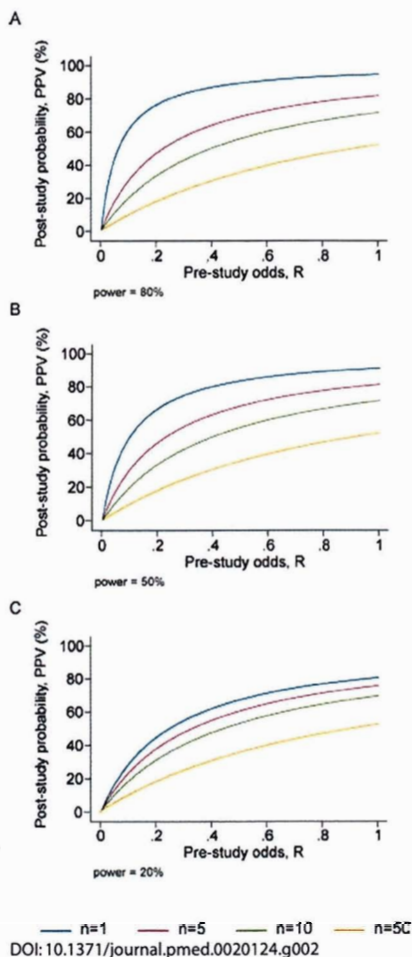 A
Post-study probability, PPV (%)
100
80
60
40
20
0
0 .2 .4 .6 .8 1
Pre-study odds, R
power = 80%
B
Post-study probability, PPV (%)
100
80
60
40
20
0
0 .2 .4 .6 .8 1
Pre-study odds, R
power = 50%
C
Post-study probability, PPV (%)
100
80
60
40
20
0
0 .2 .4 .6 .8 1
Pre-study odds, R
power = 20%
n=1 n=5 n=10 n=50
DOI: 10.1371/journal.pmed.0020124.g002